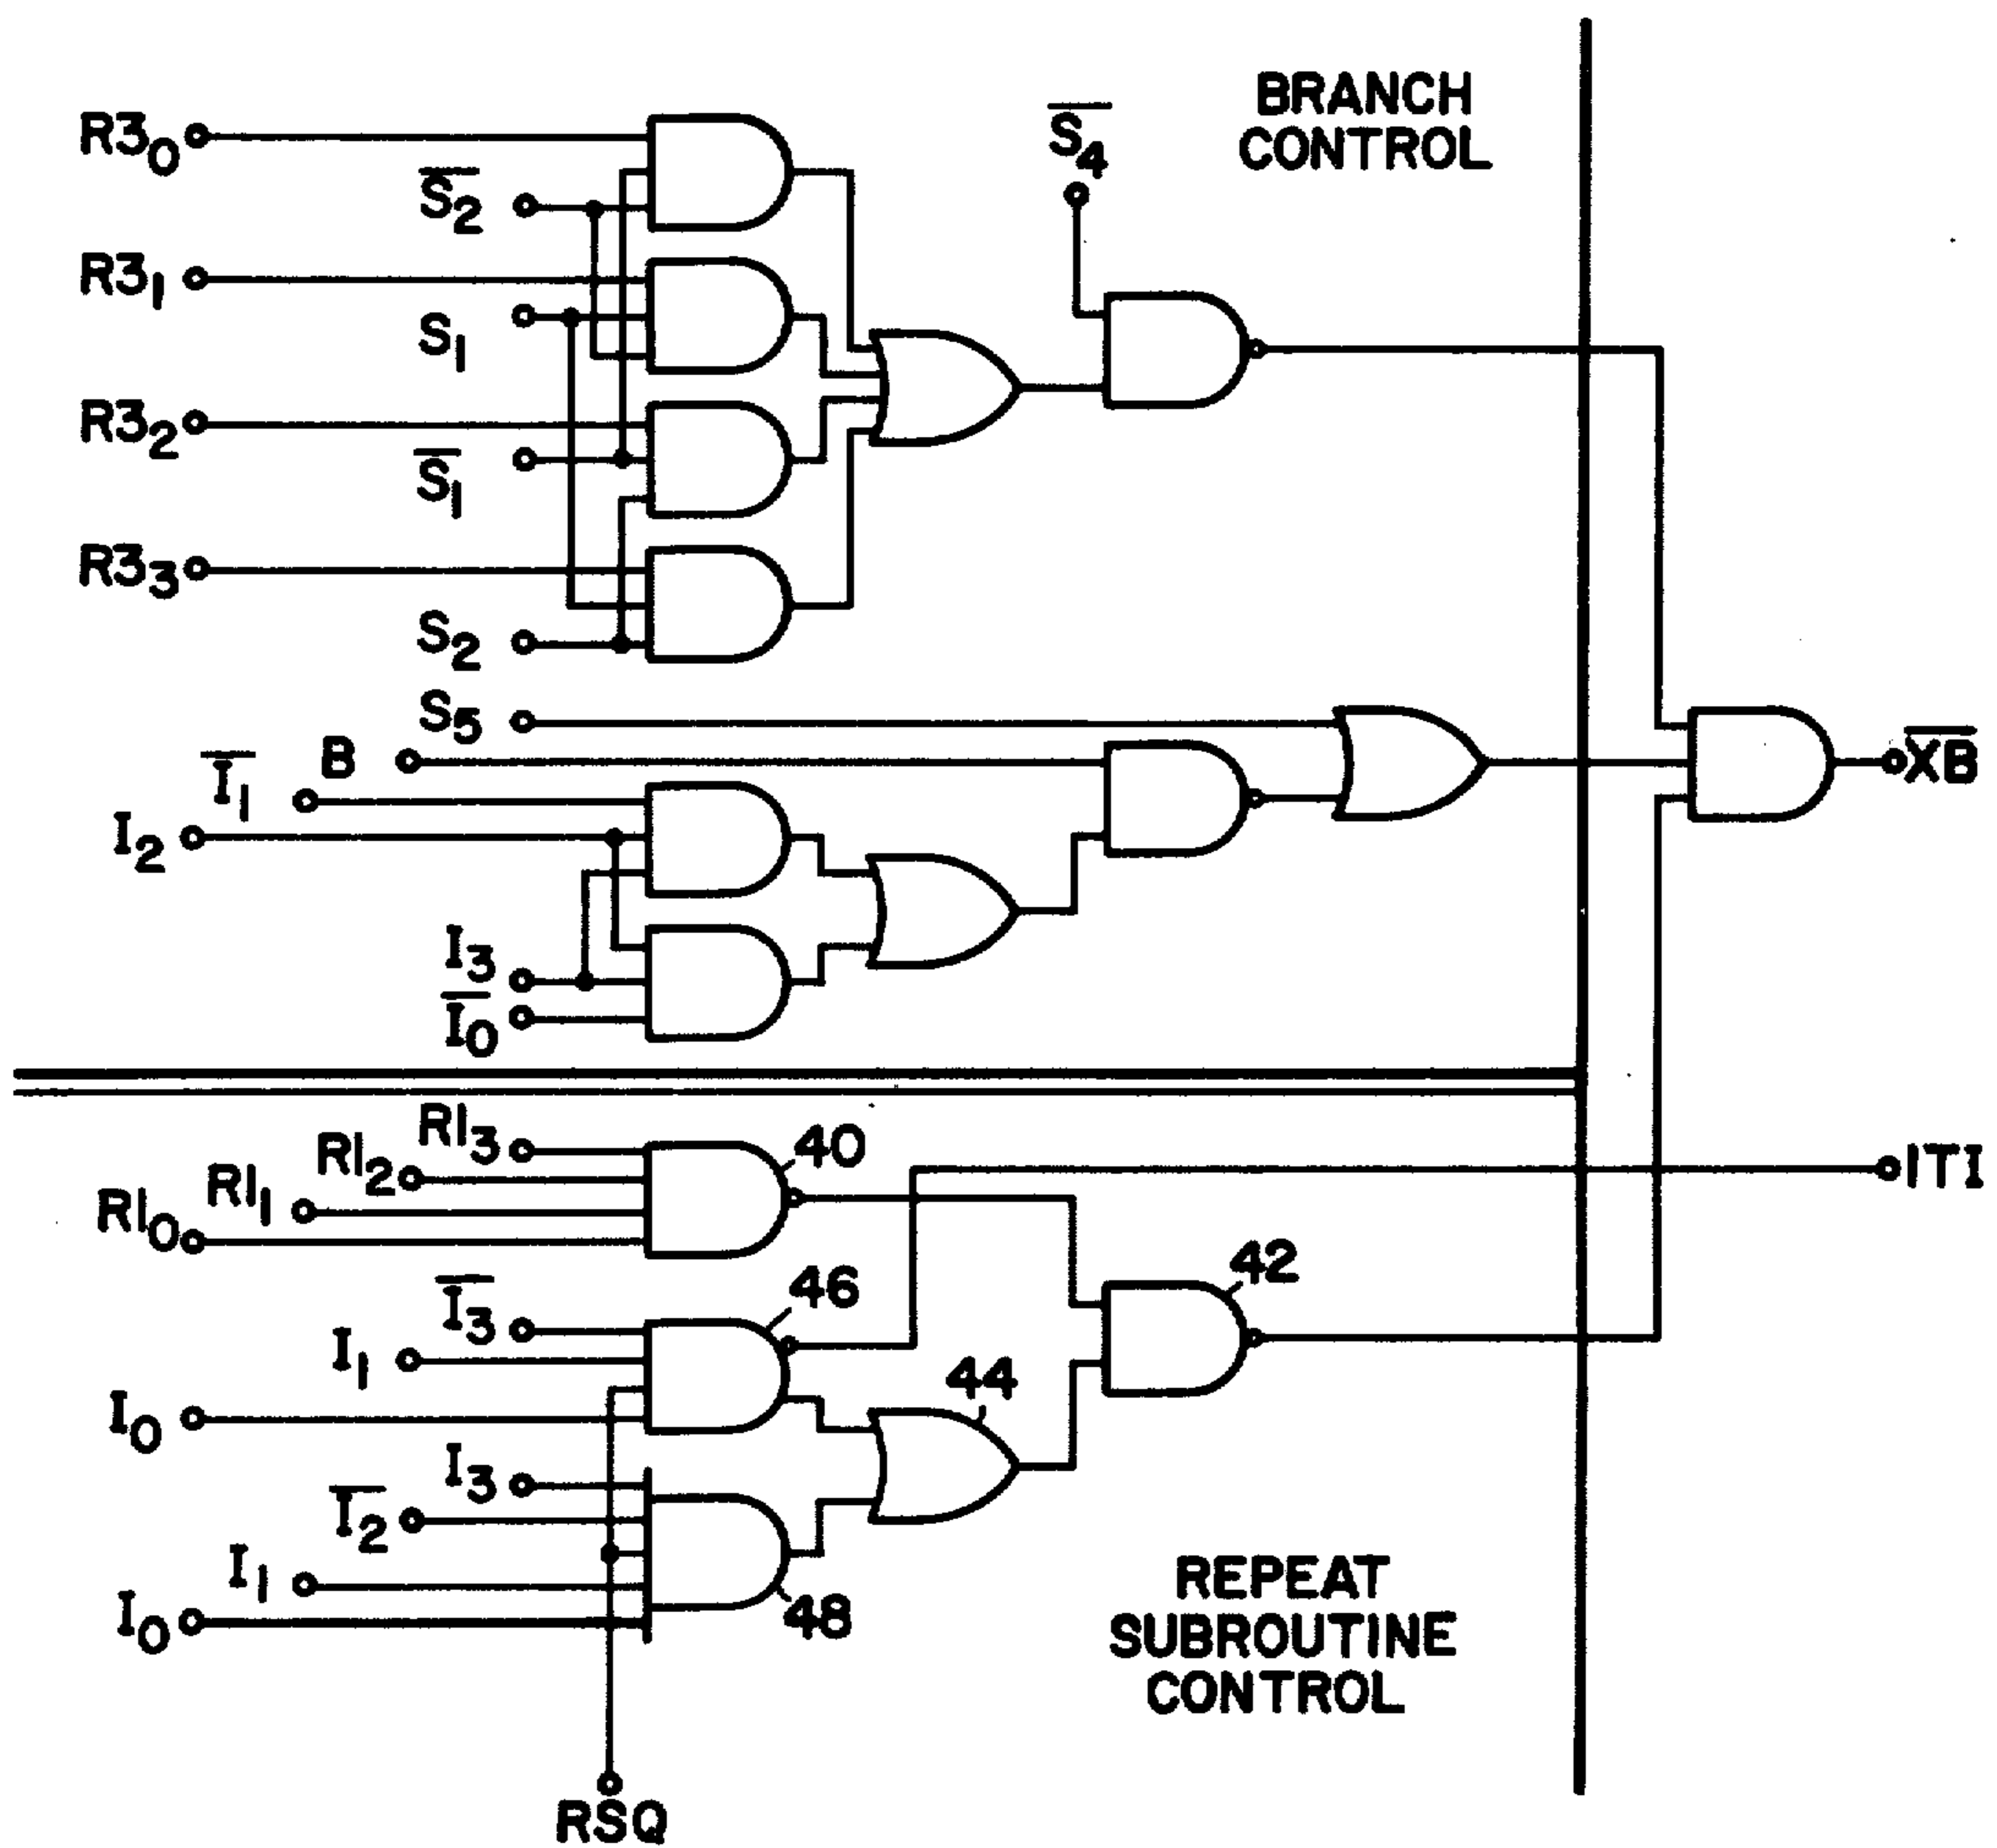 BRANCH
CONTROL
R3₀
S̅₂
S̅₄
R3₁
S₁
R3₂
S̅₁
R3₃
S₂
S₅
B
I̅₁
I₂
X̅B̅
I₃
I̅₀
RI₃
RI₂
RI₁
RI₀
40
ITI
I̅₃
46
42
I₁
I₀
44
I₃
I̅₂
I₁
I₀
48
REPEAT
SUBROUTINE
CONTROL
RSQ